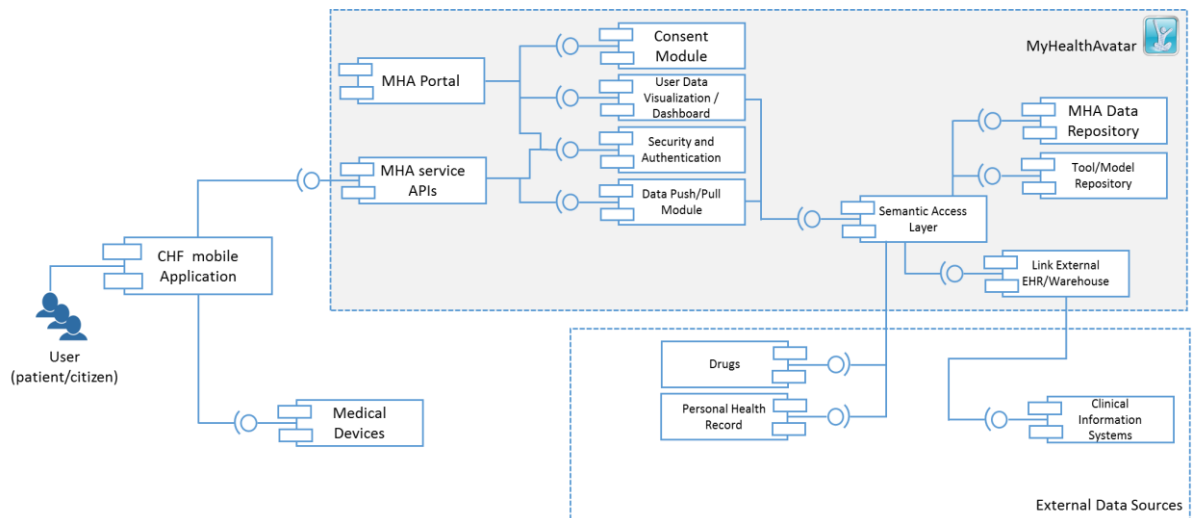 MyHealthAvatar
MHA Portal
Consent
Module
User Data
Visualization /
Dashboard
Security and
Authentication
MHA service
APIs
Data Push/Pull
Module
MHA Data
Repository
Tool/Model
Repository
Semantic Access
Layer
Link External
EHR/Warehouse
CHF mobile
Application
User
(patient/citizen)
Medical
Devices
Drugs
Personal Health
Record
Clinical
Information
Systems
External Data Sources